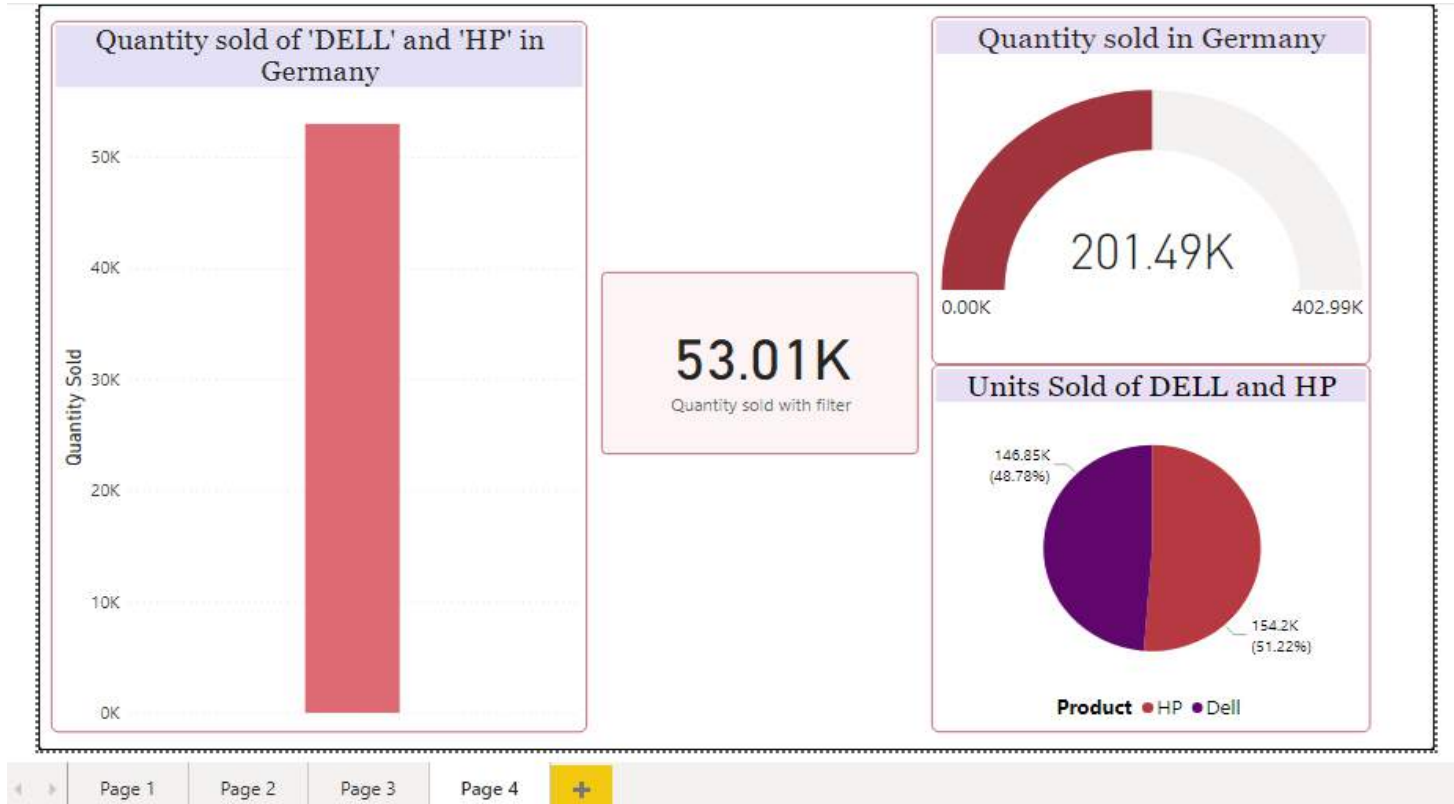 Quantity sold of 'DELL' and 'HP' in
Germany
50K
40K
30K
20K
10K
0K
Quantity Sold
53.01K
Quantity sold with filter
Quantity sold in Germany
201.49K
0.00K
402.99K
Units Sold of DELL and HP
146.85K
(48.78%)
154.2K
(51.22%)
Product HP Dell
Page 1
Page 2
Page 3
Page 4
+